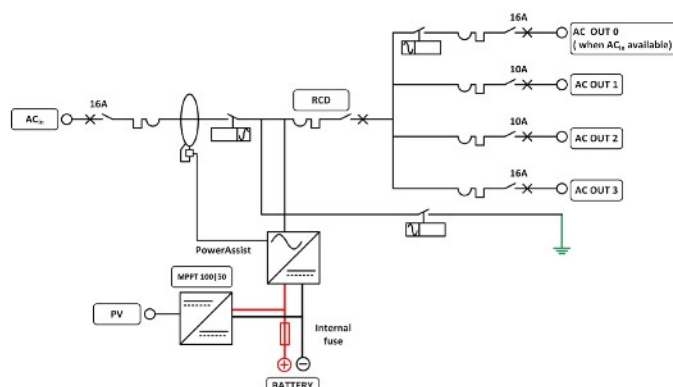 16A
AC OUT 0
( when ACin available)
10A
AC OUT 1
RCD
16A
ACin
10A
AC OUT 2
16A
AC OUT 3
PowerAssist
MPPT 100|50
PV
Internal
fuse
+
−
BATTERY